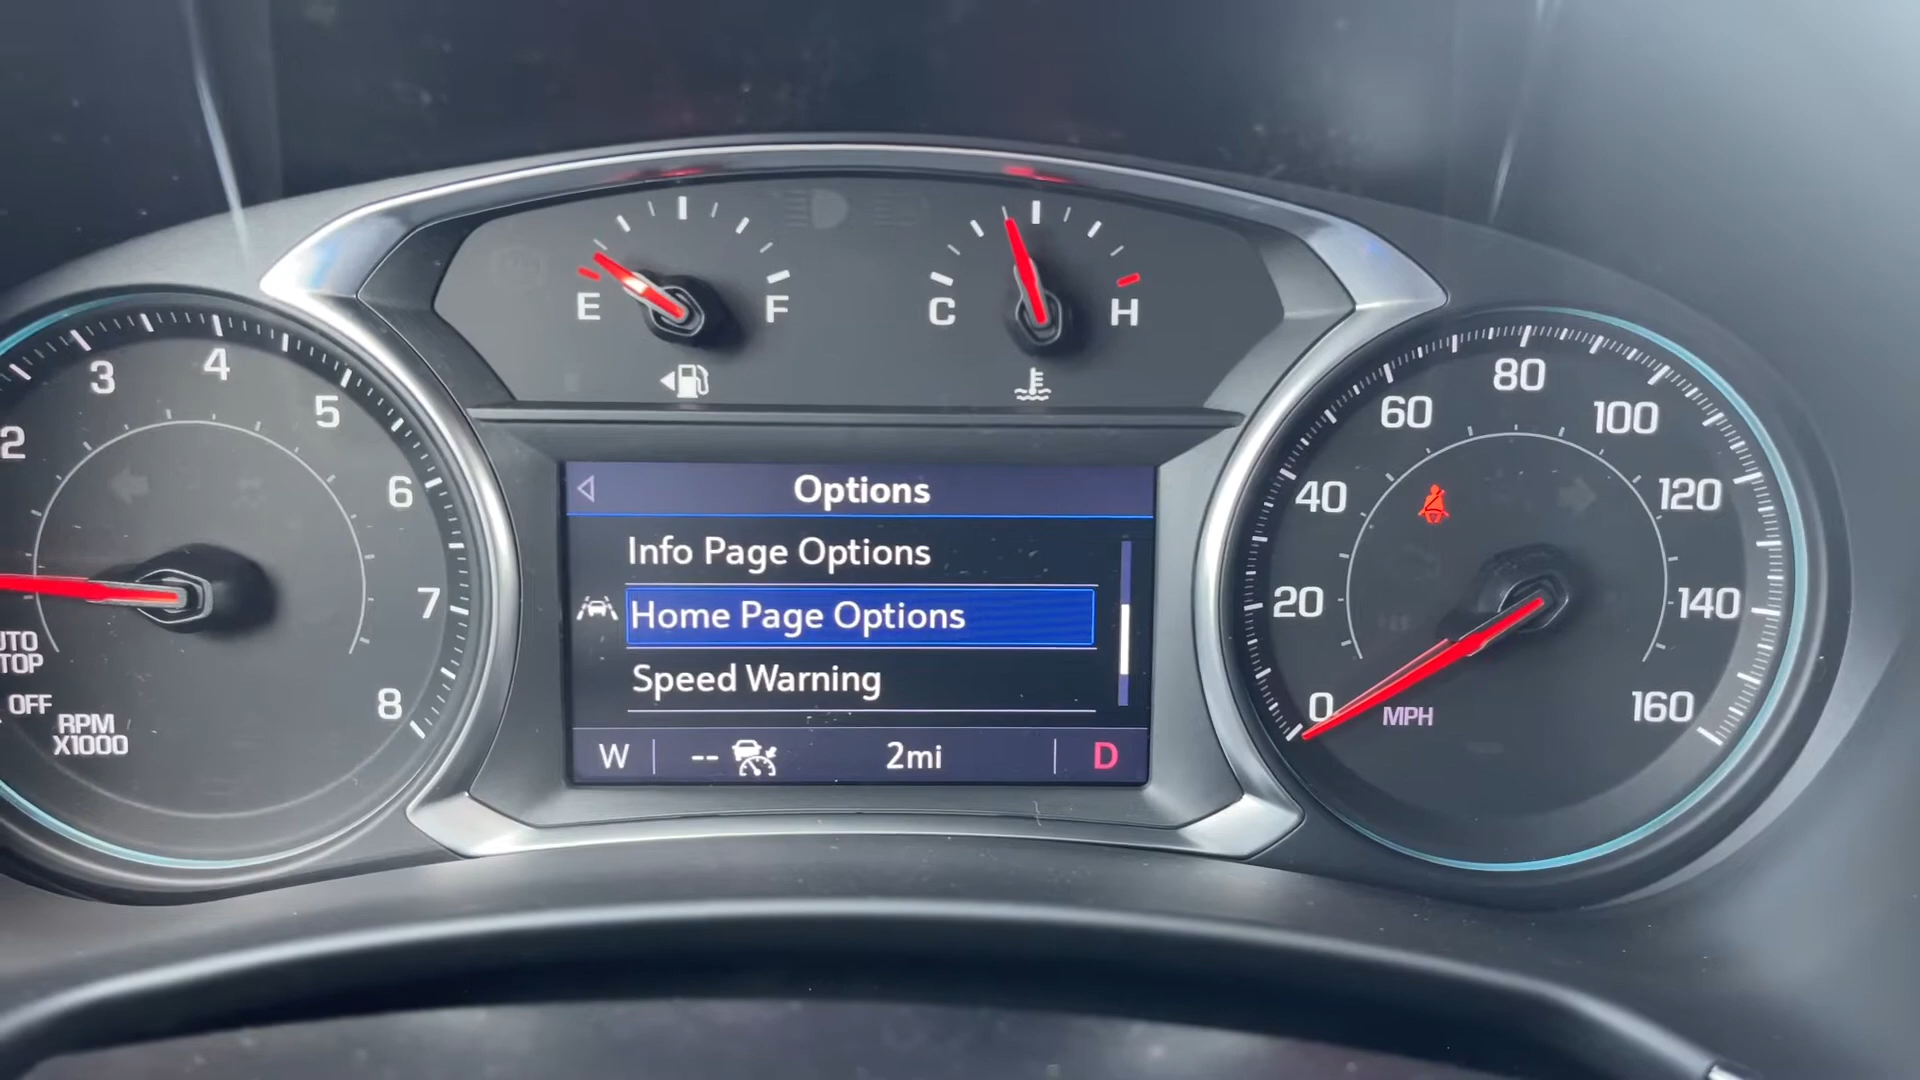 E F
C H
2 3 4 5 6 7 8
UTO
TOP
OFF
RPM
X1000
Options
Info Page Options
Home Page Options
Speed Warning
W -- 2mi D
0 20 40 60 80 100 120 140 160
MPH